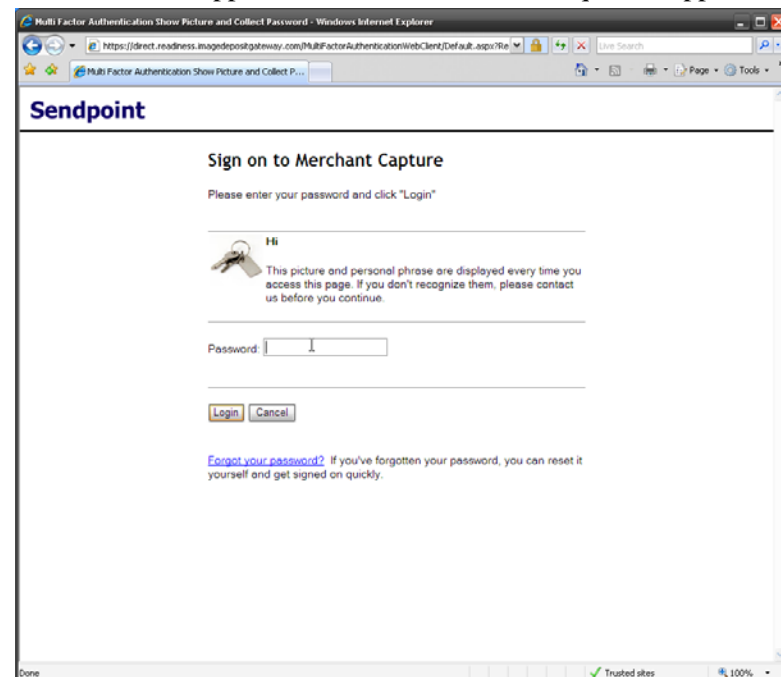 Multi Factor Authentication Show Picture and Collect Password - Windows Internet Explorer
https://direct.readiness.imagedepositgateway.com/MultiFactorAuthenticationWebClient/Default.aspx?Re
Live Search
Multi Factor Authentication Show Picture and Collect P...
Page
Tools
Sendpoint
Sign on to Merchant Capture
Please enter your password and click "Login"
Hi
This picture and personal phrase are displayed every time you
access this page. If you don't recognize them, please contact
us before you continue.
Password:
Login Cancel
Forgot your password? If you've forgotten your password, you can reset it
yourself and get signed on quickly.
Done
Trusted sites
100%